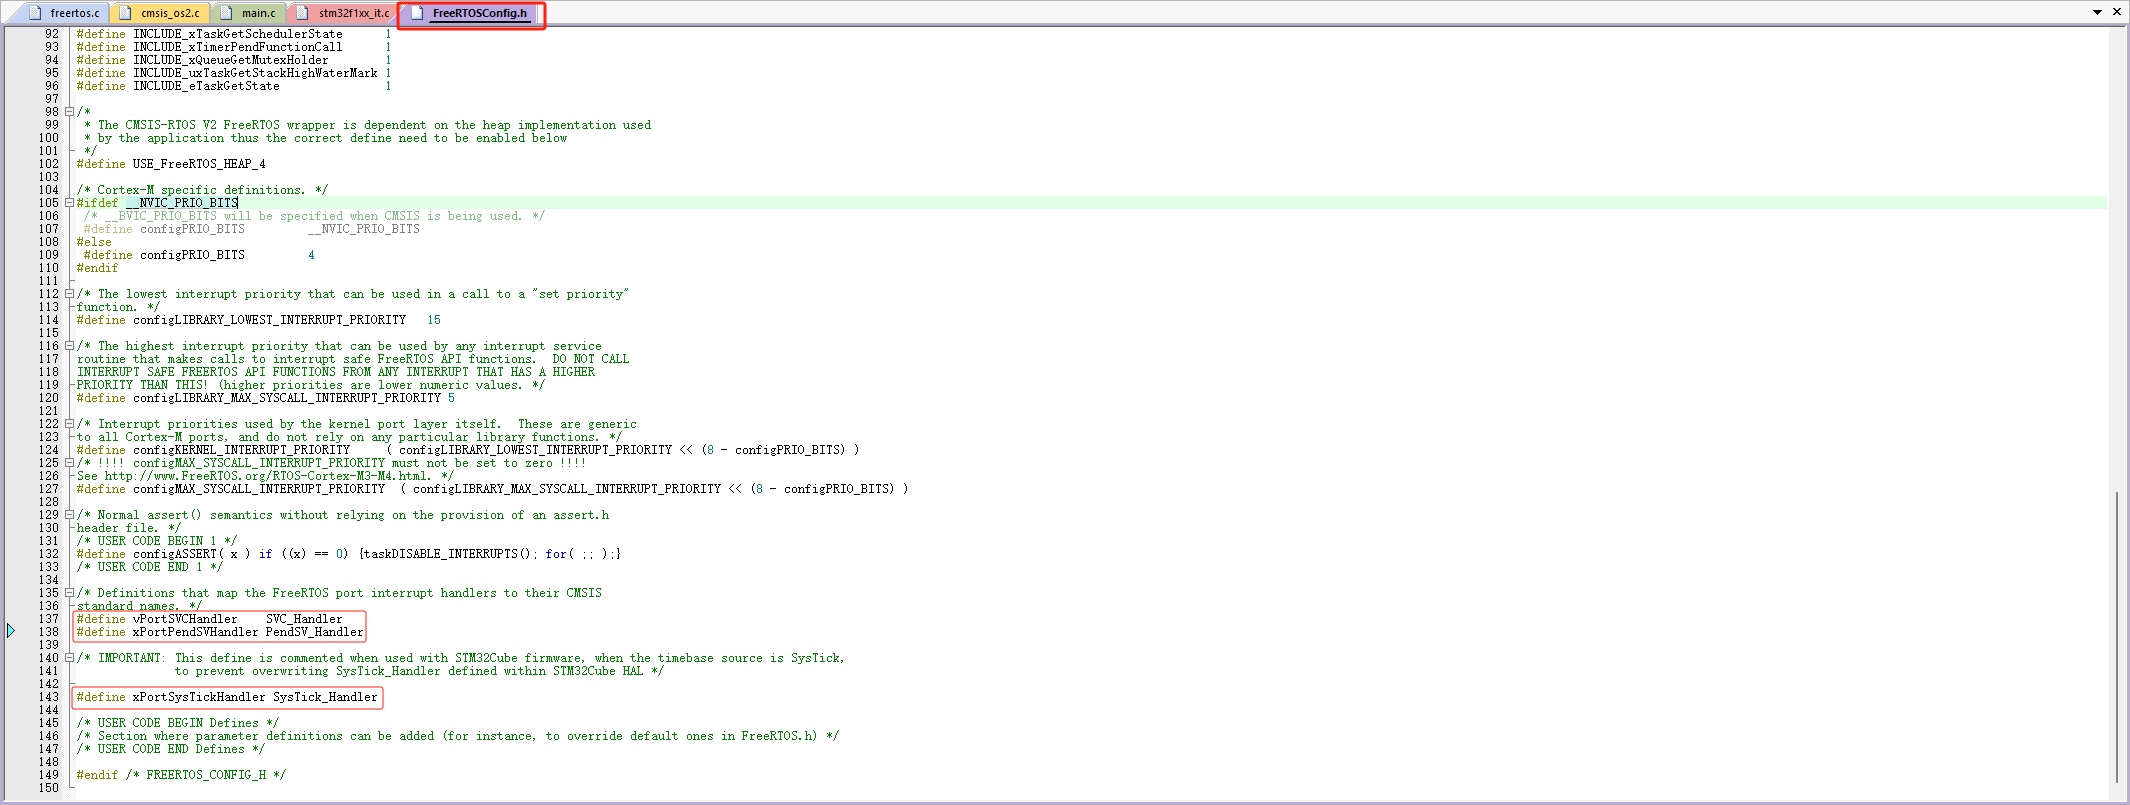 freertos.c cmsis_os2.c main.c stm32f1xx_it.c FreeRTOSConfig.h
92 #define INCLUDE_xTaskGetSchedulerState 1
93 #define INCLUDE_xTimerPendFunctionCall 1
94 #define INCLUDE_xQueueGetMutexHolder 1
95 #define INCLUDE_uxTaskGetStackHighWaterMark 1
96 #define INCLUDE_eTaskGetState 1
97
98 /*
99 * The CMSIS-RTOS V2 FreeRTOS wrapper is dependent on the heap implementation used
100 * by the application thus the correct define need to be enabled below
101 */
102 #define USE_FreeRTOS_HEAP_4
103
104 /* Cortex-M specific definitions. */
105 #ifdef __NVIC_PRIO_BITS
106 /* __BVIC_PRIO_BITS will be specified when CMSIS is being used. */
107 #define configPRIO_BITS __NVIC_PRIO_BITS
108 #else
109 #define configPRIO_BITS 4
110 #endif
111
112 /* The lowest interrupt priority that can be used in a call to a "set priority"
113 function. */
114 #define configLIBRARY_LOWEST_INTERRUPT_PRIORITY 15
115
116 /* The highest interrupt priority that can be used by any interrupt service
117 routine that makes calls to interrupt safe FreeRTOS API functions. DO NOT CALL
118 INTERRUPT SAFE FREERTOS API FUNCTIONS FROM ANY INTERRUPT THAT HAS A HIGHER
119 PRIORITY THAN THIS! (higher priorities are lower numeric values. */
120 #define configLIBRARY_MAX_SYSCALL_INTERRUPT_PRIORITY 5
121
122 /* Interrupt priorities used by the kernel port layer itself. These are generic
123 to all Cortex-M ports, and do not rely on any particular library functions. */
124 #define configKERNEL_INTERRUPT_PRIORITY ( configLIBRARY_LOWEST_INTERRUPT_PRIORITY << (8 - configPRIO_BITS) )
125 /* !!!! configMAX_SYSCALL_INTERRUPT_PRIORITY must not be set to zero !!!!
126 See http://www.FreeRTOS.org/RTOS-Cortex-M3-M4.html. */
127 #define configMAX_SYSCALL_INTERRUPT_PRIORITY ( configLIBRARY_MAX_SYSCALL_INTERRUPT_PRIORITY << (8 - configPRIO_BITS) )
128
129 /* Normal assert() semantics without relying on the provision of an assert.h
130 header file. */
131 /* USER CODE BEGIN 1 */
132 #define configASSERT( x ) if ((x) == 0) {taskDISABLE_INTERRUPTS(); for( ;; );}
133 /* USER CODE END 1 */
134
135 /* Definitions that map the FreeRTOS port interrupt handlers to their CMSIS
136 standard names. */
137 #define vPortSVCHandler SVC_Handler
138 #define xPortPendSVHandler PendSV_Handler
139
140 /* IMPORTANT: This define is commented when used with STM32Cube firmware, when the timebase source is SysTick,
141 to prevent overwriting SysTick_Handler defined within STM32Cube HAL */
142
143 #define xPortSysTickHandler SysTick_Handler
144
145 /* USER CODE BEGIN Defines */
146 /* Section where parameter definitions can be added (for instance, to override default ones in FreeRTOS.h) */
147 /* USER CODE END Defines */
148
149 #endif /* FREERTOS_CONFIG_H */
150